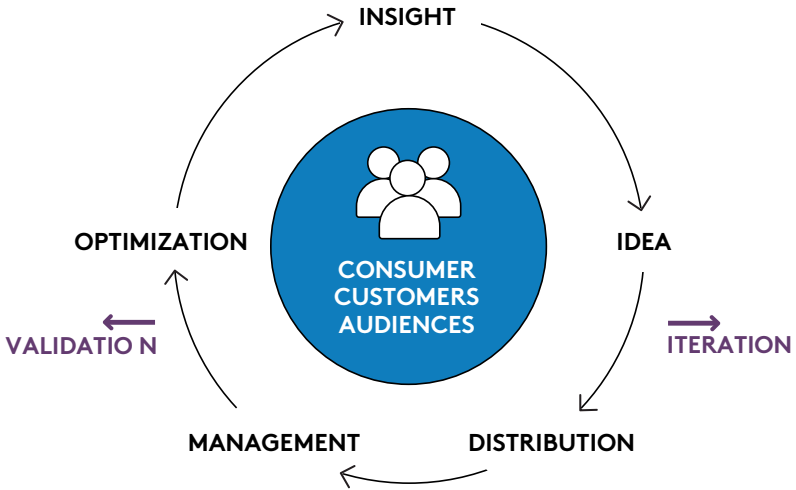 INSIGHT
OPTIMIZATION
IDEA
CONSUMER
CUSTOMERS
AUDIENCES
VALIDATIO N
ITERATION
MANAGEMENT
DISTRIBUTION